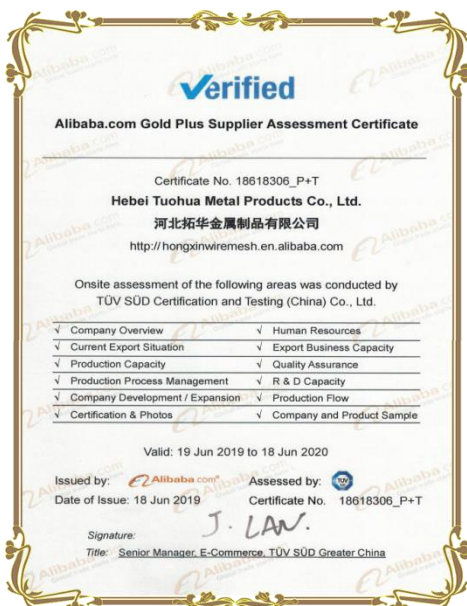 Verified
Alibaba.com Gold Plus Supplier Assessment Certificate
Certificate No. 18618306_P+T
Hebei Tuohua Metal Products Co., Ltd.
河北拓华金属制品有限公司
http://hongxinwiremesh.en.alibaba.com
Onsite assessment of the following areas was conducted by
TÜV SÜD Certification and Testing (China) Co., Ltd.
√ Company Overview √ Human Resources
√ Current Export Situation √ Export Business Capacity
√ Production Capacity √ Quality Assurance
√ Production Process Management √ R & D Capacity
√ Company Development / Expansion √ Production Flow
√ Certification & Photos √ Company and Product Sample
Valid: 19 Jun 2019 to 18 Jun 2020
Issued by: Alibaba.com® Assessed by: TÜV
Date of Issue: 18 Jun 2019 Certificate No. 18618306_P+T
Signature: J. LAN.
Title: Senior Manager, E-Commerce, TÜV SÜD Greater China